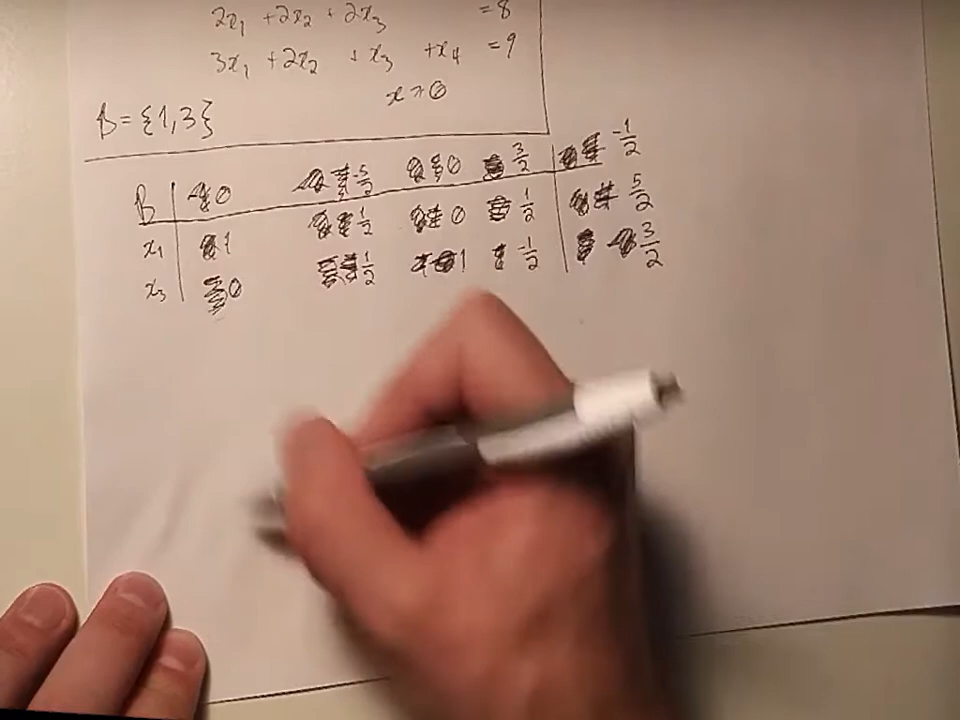 2x₁ +2x₂ + 2x₃ =8
3x₁ +2x₂ +x₃ +x₄ =9
x ≥ 0
B={1,3}
B 0 -5/2 0 3/2 -1/2
x₁ 1 1/2 0 1/2 5/2
x₃ 0 1/2 1 -1/2 3/2